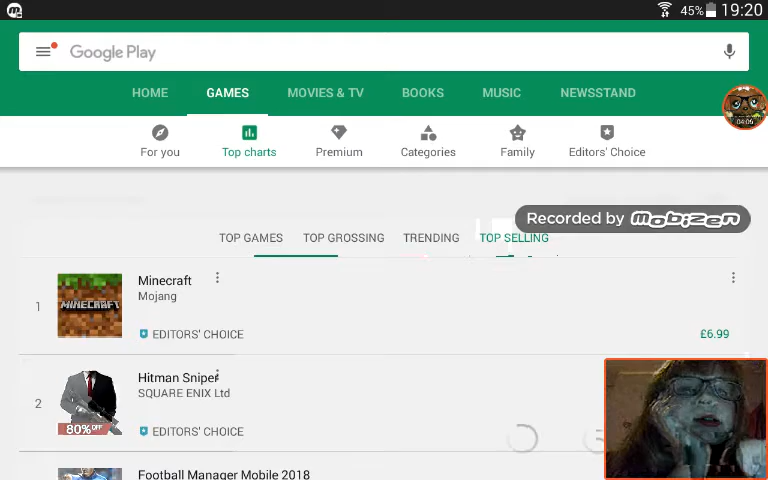 45% 19:20
Google Play
HOME GAMES MOVIES & TV BOOKS MUSIC NEWSSTAND
04:09
For you Top charts Premium Categories Family Editors' Choice
Recorded by mobizen
TOP GAMES TOP GROSSING TRENDING TOP SELLING
1 Minecraft
Mojang
MINECRAFT
EDITORS' CHOICE £6.99
2 Hitman Sniper
SQUARE ENIX Ltd
80% OFF
EDITORS' CHOICE
Football Manager Mobile 2018